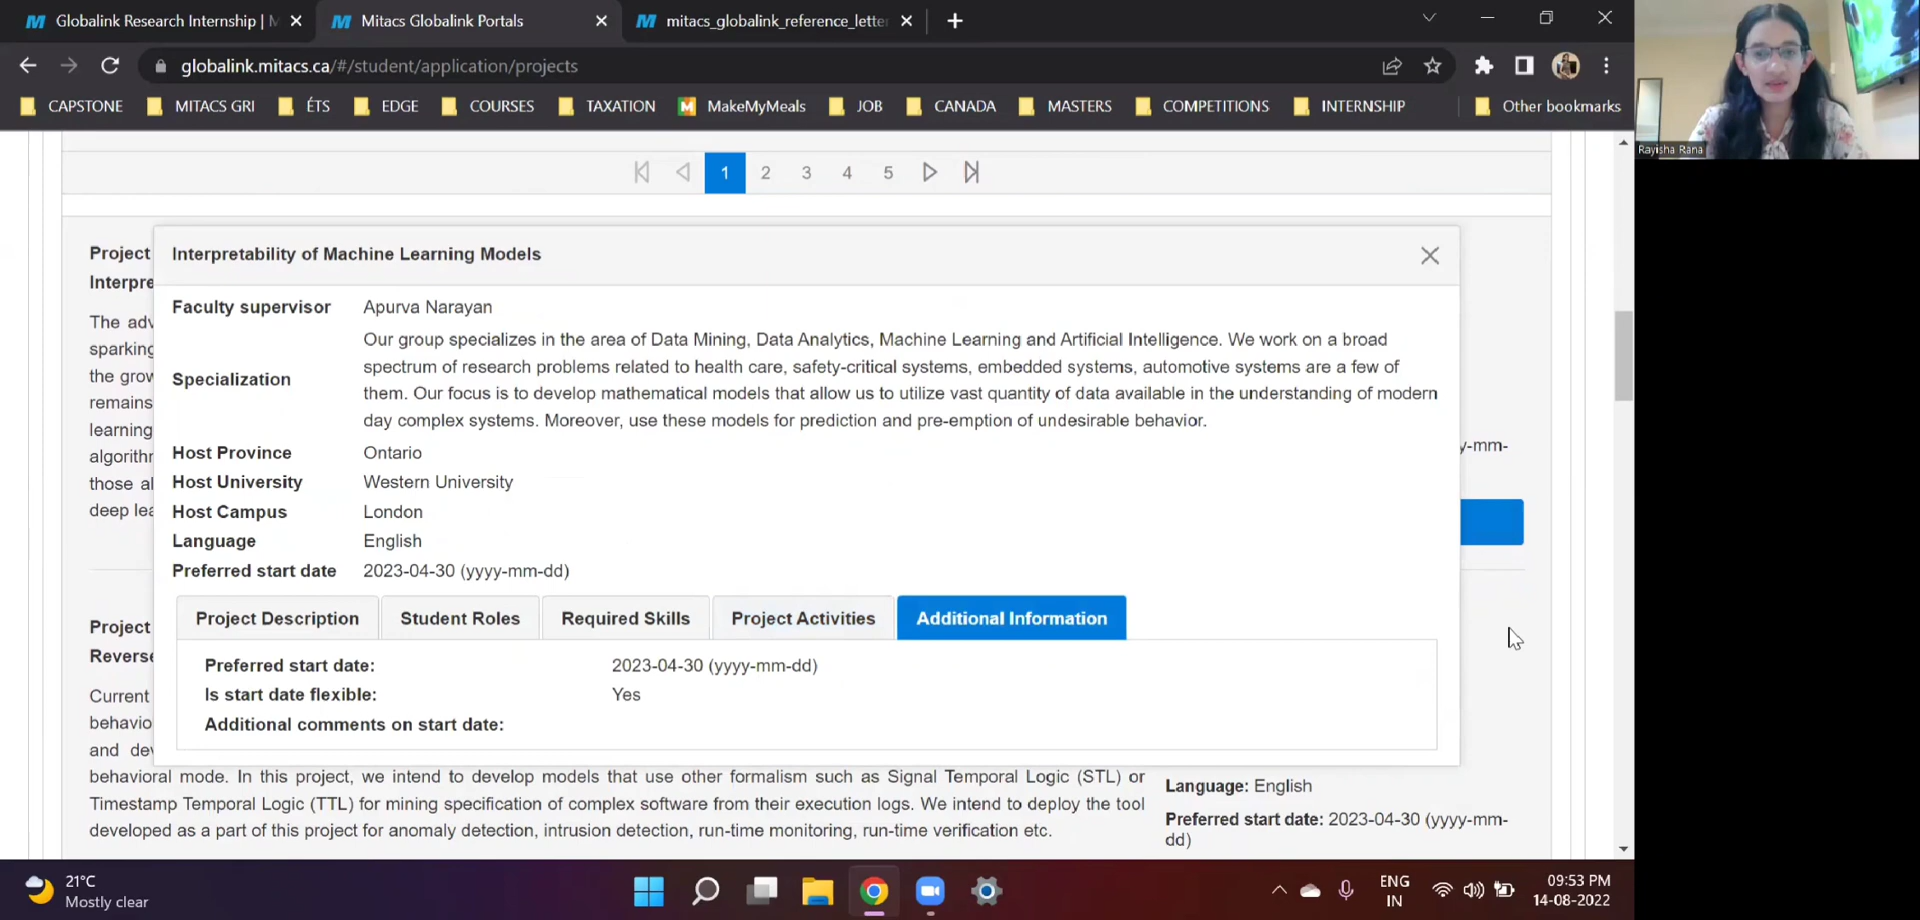 Globalink Research Internship | M
Mitacs Globalink Portals
mitacs_globalink_reference_letter
globalink.mitacs.ca/#/student/application/projects
CAPSTONE
MITACS GRI
ÉTS
EDGE
COURSES
TAXATION
MakeMyMeals
JOB
CANADA
MASTERS
COMPETITIONS
INTERNSHIP
Other bookmarks
Rayisha Rana
1 2 3 4 5
Project
Interpre
The adv
sparking
the grow
remains
learning
algorithm
those al
deep lea
y-mm-
Interpretability of Machine Learning Models
Faculty supervisor Apurva Narayan
Our group specializes in the area of Data Mining, Data Analytics, Machine Learning and Artificial Intelligence. We work on a broad
spectrum of research problems related to health care, safety-critical systems, embedded systems, automotive systems are a few of
Specialization
them. Our focus is to develop mathematical models that allow us to utilize vast quantity of data available in the understanding of modern
day complex systems. Moreover, use these models for prediction and pre-emption of undesirable behavior.
Host Province Ontario
Host University Western University
Host Campus London
Language English
Preferred start date 2023-04-30 (yyyy-mm-dd)
Project Description
Student Roles
Required Skills
Project Activities
Additional Information
Preferred start date: 2023-04-30 (yyyy-mm-dd)
Is start date flexible: Yes
Additional comments on start date:
Project
Reverse
Current
behavio
and dev
behavioral mode. In this project, we intend to develop models that use other formalism such as Signal Temporal Logic (STL) or
Timestamp Temporal Logic (TTL) for mining specification of complex software from their execution logs. We intend to deploy the tool
developed as a part of this project for anomaly detection, intrusion detection, run-time monitoring, run-time verification etc.
Language: English
Preferred start date: 2023-04-30 (yyyy-mm-
dd)
21°C
Mostly clear
ENG
IN
09:53 PM
14-08-2022